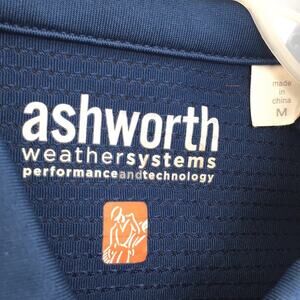 ashworth
weathersystems
performanceandtechnology
made in
china
M